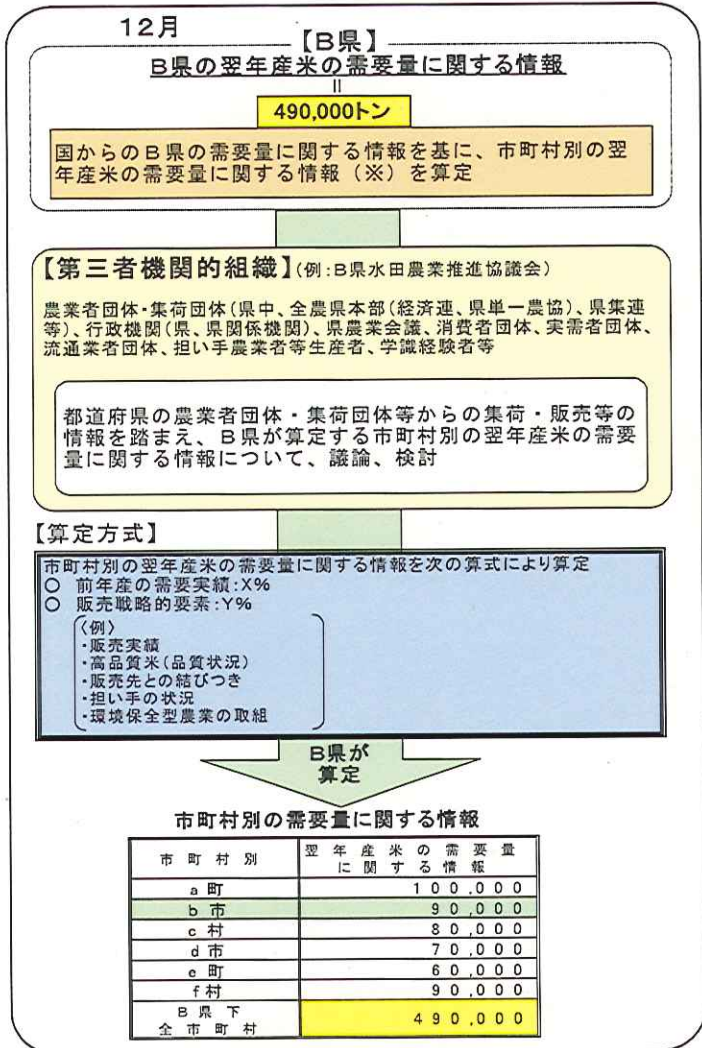 12月
【B県】
B県の翌年産米の需要量に関する情報
＝
490,000トン
国からのB県の需要量に関する情報を基に、市町村別の翌
年産米の需要量に関する情報（※）を算定
【第三者機関的組織】（例：B県水田農業推進協議会）
農業者団体・集荷団体（県中、全農県本部（経済連、県単一農協）、県集連
等）、行政機関（県、県関係機関）、県農業会議、消費者団体、実需者団体、
流通業者団体、担い手農業者等生産者、学識経験者等
都道府県の農業者団体・集荷団体等からの集荷・販売等の
情報を踏まえ、B県が算定する市町村別の翌年産米の需要
量に関する情報について、議論、検討
【算定方式】
市町村別の翌年産米の需要量に関する情報を次の算式により算定
○ 前年産の需要実績：X%
○ 販売戦略的要素：Y%
〈例〉
・販売実績
・高品質米（品質状況）
・販売先との結びつき
・担い手の状況
・環境保全型農業の取組
B県が
算定
市町村別の需要量に関する情報
市町村別 翌年産米の需要量
に関する情報
a町 100,000
b市 90,000
c村 80,000
d市 70,000
e町 60,000
f村 90,000
B県下
全市町村 490,000